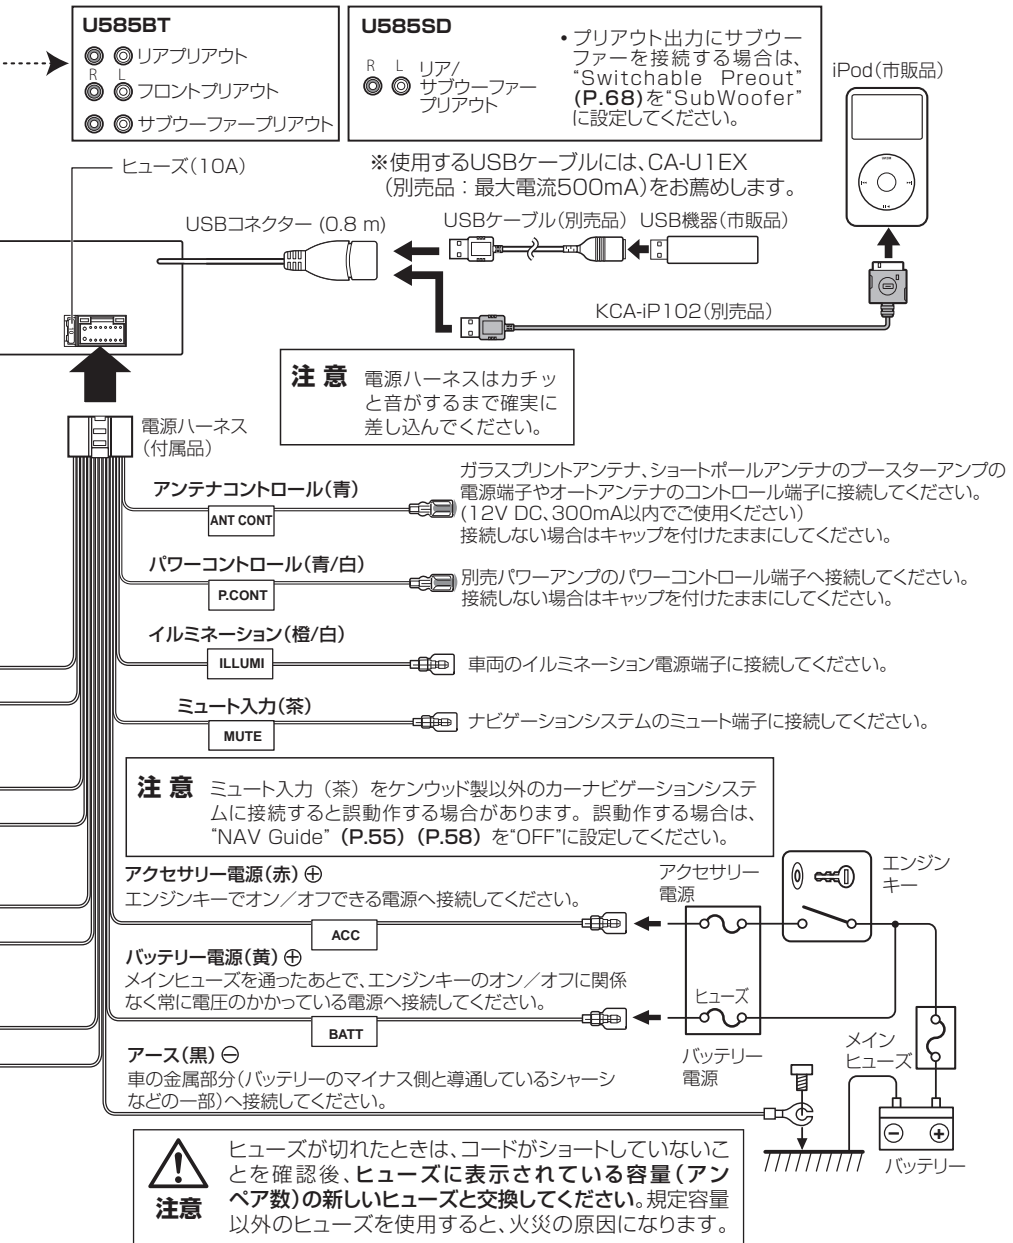 U585BT
リアプリアウト
R L
フロントプリアウト
サブウーファープリアウト
U585SD
R L
リア/
サブウーファー
プリアウト
• プリアウト出力にサブウー
ファーを接続する場合は、
“Switchable Preout”
(P.68)を“SubWoofer”
に設定してください。
iPod(市販品)
ヒューズ(10A)
※使用するUSBケーブルには、CA-U1EX
(別売品：最大電流500mA)をお薦めします。
USBコネクター (0.8 m)
USBケーブル(別売品)
USB機器(市販品)
MENU
KCA-iP102(別売品)
注 意
電源ハーネスはカチッ
と音がするまで確実に
差し込んでください。
電源ハーネス
(付属品)
アンテナコントロール(青)
ANT CONT
ガラスプリントアンテナ、ショートポールアンテナのブースターアンプの
電源端子やオートアンテナのコントロール端子に接続してください。
(12V DC、300mA以内でご使用ください)
接続しない場合はキャップを付けたままにしてください。
パワーコントロール(青/白)
P.CONT
別売パワーアンプのパワーコントロール端子へ接続してください。
接続しない場合はキャップを付けたままにしてください。
イルミネーション(橙/白)
ILLUMI
車両のイルミネーション電源端子に接続してください。
ミュート入力(茶)
MUTE
ナビゲーションシステムのミュート端子に接続してください。
注 意
ミュート入力（茶）をケンウッド製以外のカーナビゲーションシステ
ムに接続すると誤動作する場合があります。誤動作する場合は、
“NAV Guide” (P.55) (P.58) を“OFF”に設定してください。
アクセサリー電源(赤) ⊕
エンジンキーでオン／オフできる電源へ接続してください。
ACC
アクセサリー
電源
エンジン
キー
バッテリー電源(黄) ⊕
メインヒューズを通ったあとで、エンジンキーのオン／オフに関係
なく常に電圧のかかっている電源へ接続してください。
BATT
ヒューズ
バッテリー
電源
メイン
ヒューズ
アース(黒) ⊖
車の金属部分(バッテリーのマイナス側と導通しているシャーシ
などの一部)へ接続してください。
⊖ ⊕
バッテリー
注意
ヒューズが切れたときは、コードがショートしていないこ
とを確認後、ヒューズに表示されている容量(アン
ペア数)の新しいヒューズと交換してください。規定容量
以外のヒューズを使用すると、火災の原因になります。